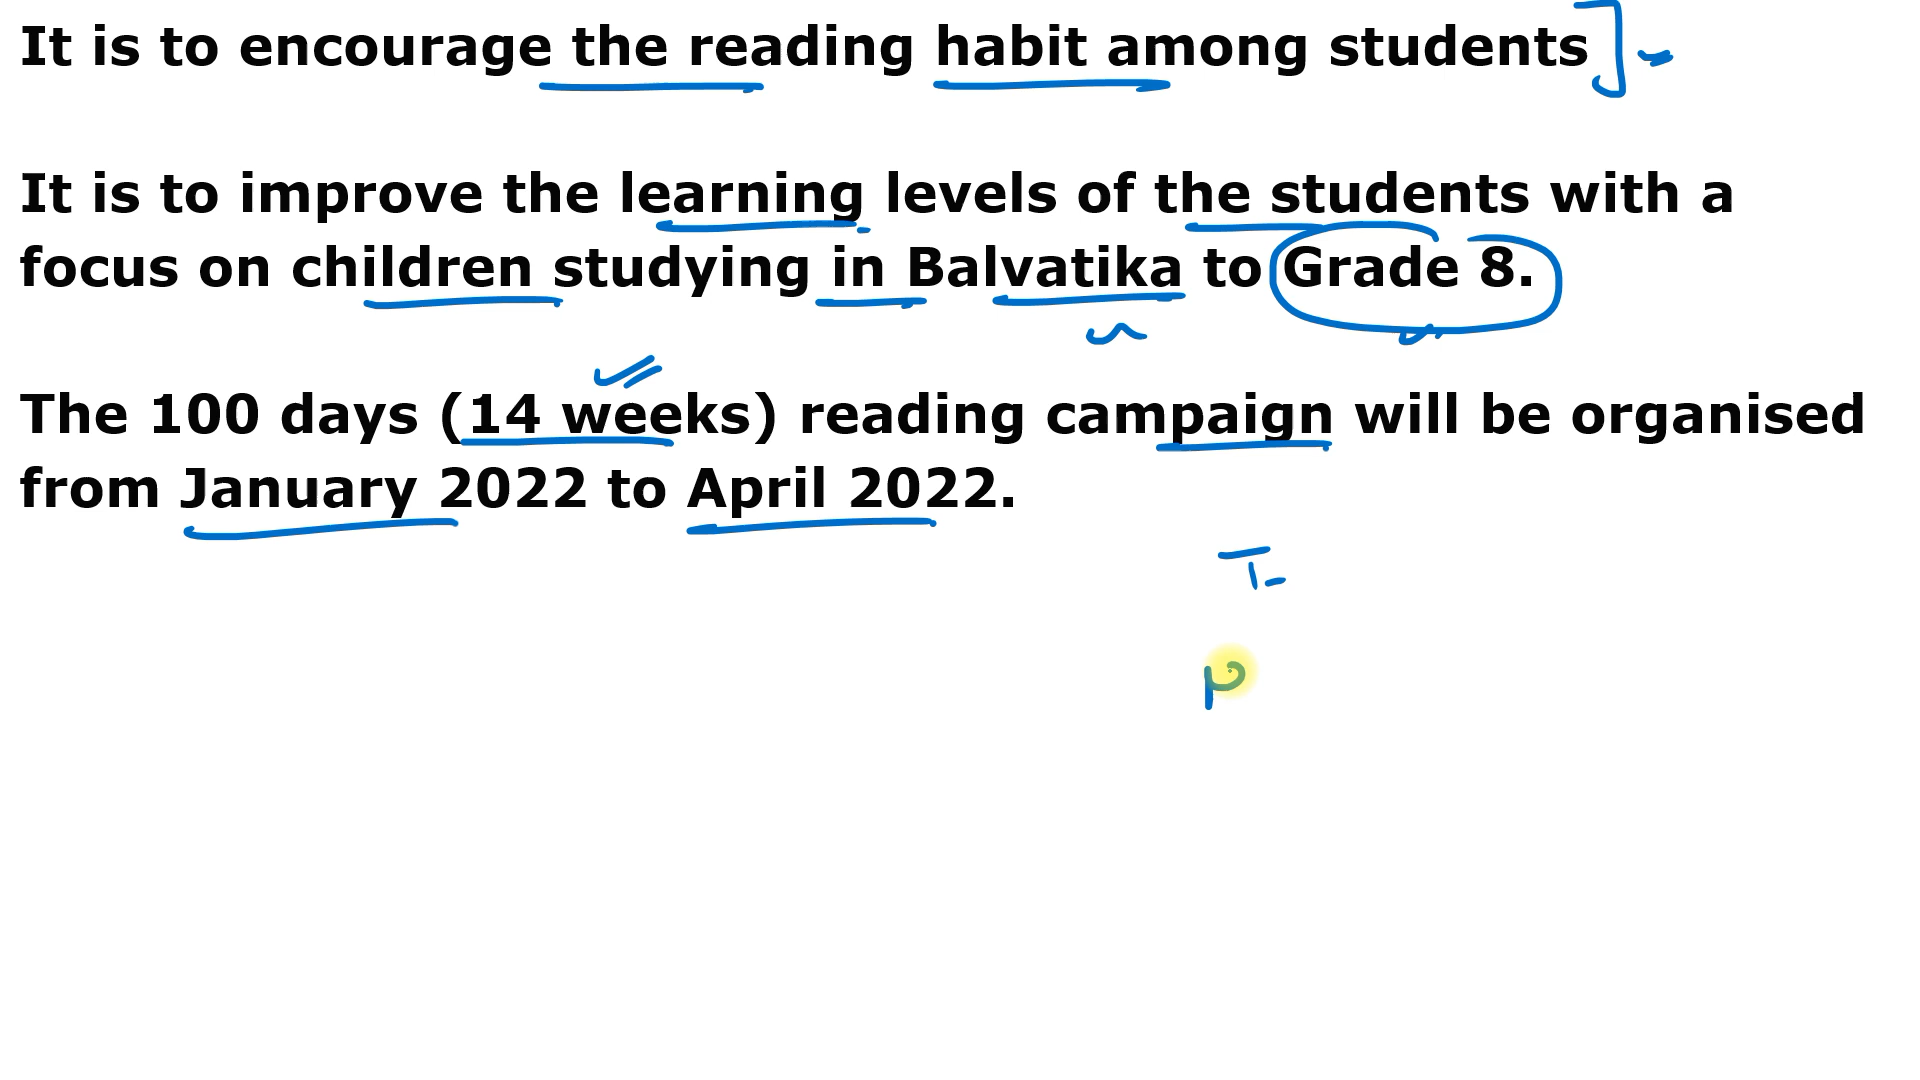 It is to encourage the reading habit among students
It is to improve the learning levels of the students with a
focus on children studying in Balvatika to Grade 8.
The 100 days (14 weeks) reading campaign will be organised
from January 2022 to April 2022.
T-
P